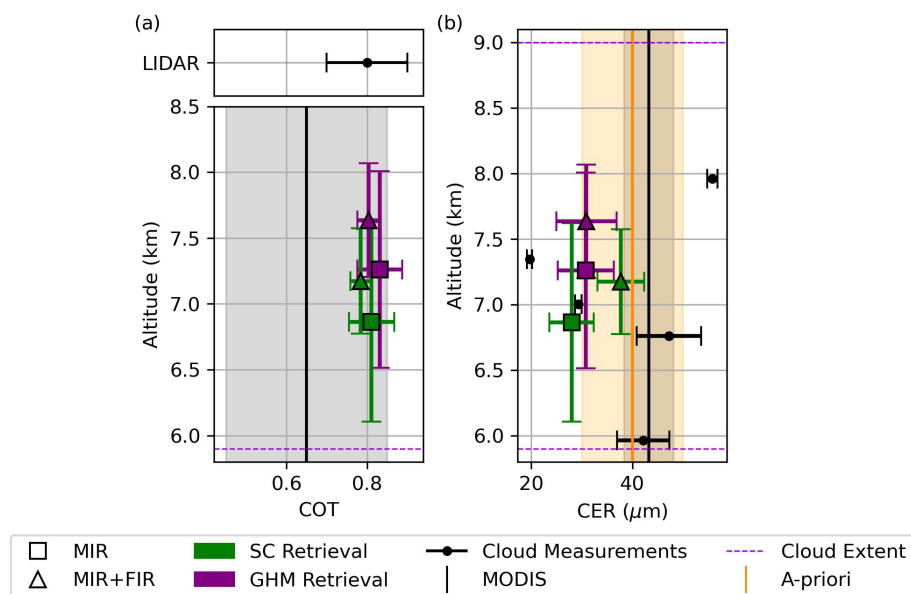 (a)
(b)
LIDAR
8.5
8.0
7.5
7.0
6.5
6.0
Altitude (km)
0.6
0.8
COT
9.0
8.5
8.0
7.5
7.0
6.5
6.0
Altitude (km)
20
40
CER (μm)
MIR
MIR+FIR
SC Retrieval
GHM Retrieval
Cloud Measurements
MODIS
Cloud Extent
A-priori